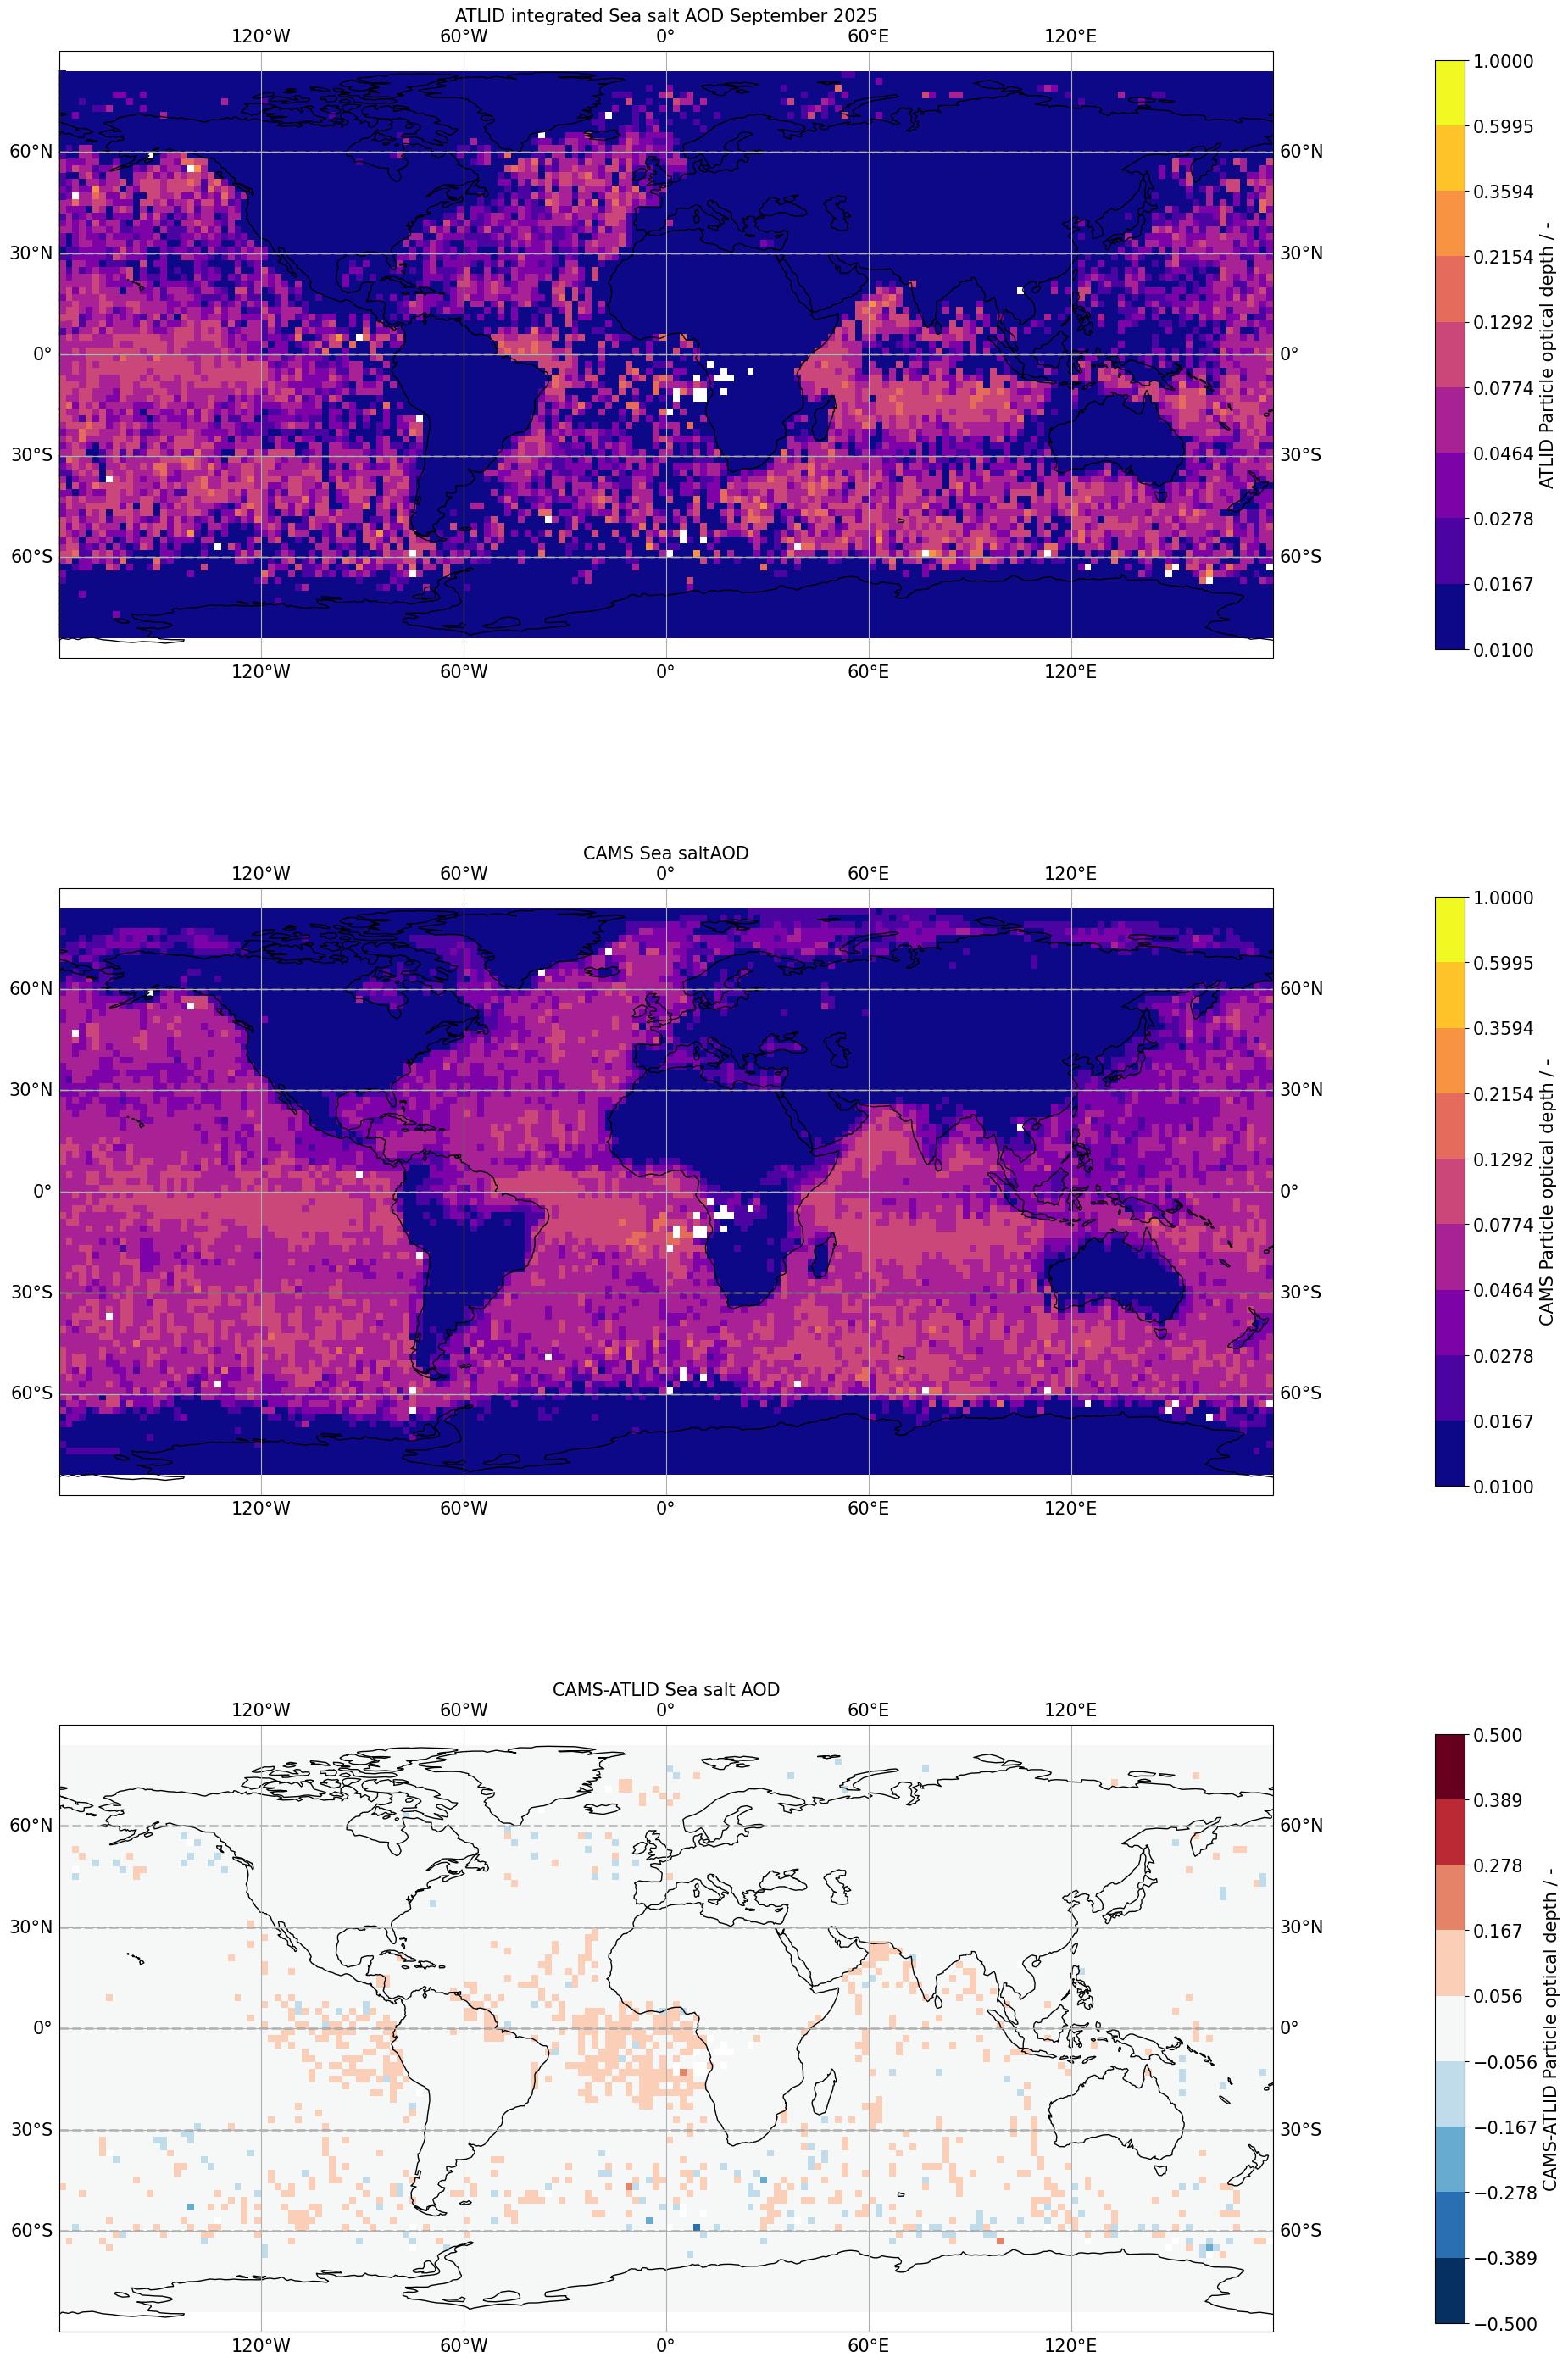 ATLID integrated Sea salt AOD September 2025
120°W 60°W 0° 60°E 120°E
60°N 60°N
30°N 30°N
0° 0°
30°S 30°S
60°S 60°S
120°W 60°W 0° 60°E 120°E
1.0000
0.5995
0.3594
0.2154
0.1292
0.0774
0.0464
0.0278
0.0167
0.0100
ATLID Particle optical depth / -
CAMS Sea saltAOD
120°W 60°W 0° 60°E 120°E
60°N 60°N
30°N 30°N
0° 0°
30°S 30°S
60°S 60°S
120°W 60°W 0° 60°E 120°E
1.0000
0.5995
0.3594
0.2154
0.1292
0.0774
0.0464
0.0278
0.0167
0.0100
CAMS Particle optical depth / -
CAMS-ATLID Sea salt AOD
120°W 60°W 0° 60°E 120°E
60°N 60°N
30°N 30°N
0° 0°
30°S 30°S
60°S 60°S
120°W 60°W 0° 60°E 120°E
0.500
0.389
0.278
0.167
0.056
−0.056
−0.167
−0.278
−0.389
−0.500
CAMS-ATLID Particle optical depth / -